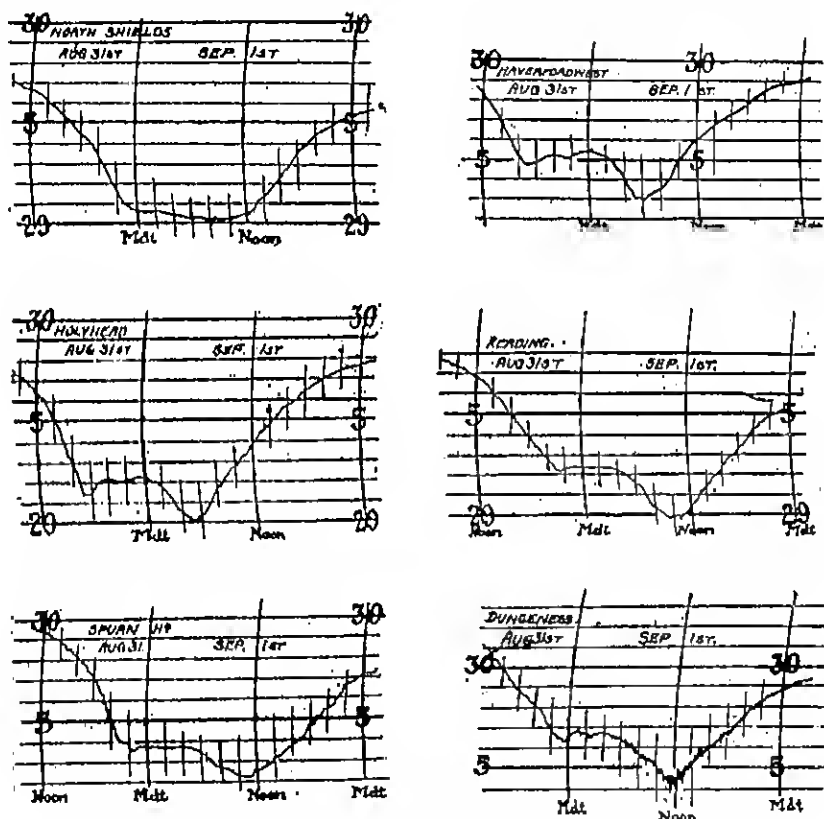 30 30
NORTH SHIELDS
AUG 31ST SEP. 1ST
5 5
29 29
Mdt Noon
30 30
HAVERFORDWEST
AUG 31ST SEP. 1ST.
5 5
Mdt Noon Mdt
30 30
HOLYHEAD
AUG 31ST SEP. 1ST
5 5
29 29
Mdt Noon
READING.
AUG 31ST SEP. 1ST.
5 5
29 29
Noon Mdt Noon Mdt
30 30
SPURN Hd
AUG 31. SEP. 1ST
5 5
Noon Mdt Noon Mdt
DUNGENESS.
AUG 31ST SEP. 1ST.
30 30
5 5
Mdt Noon Mdt